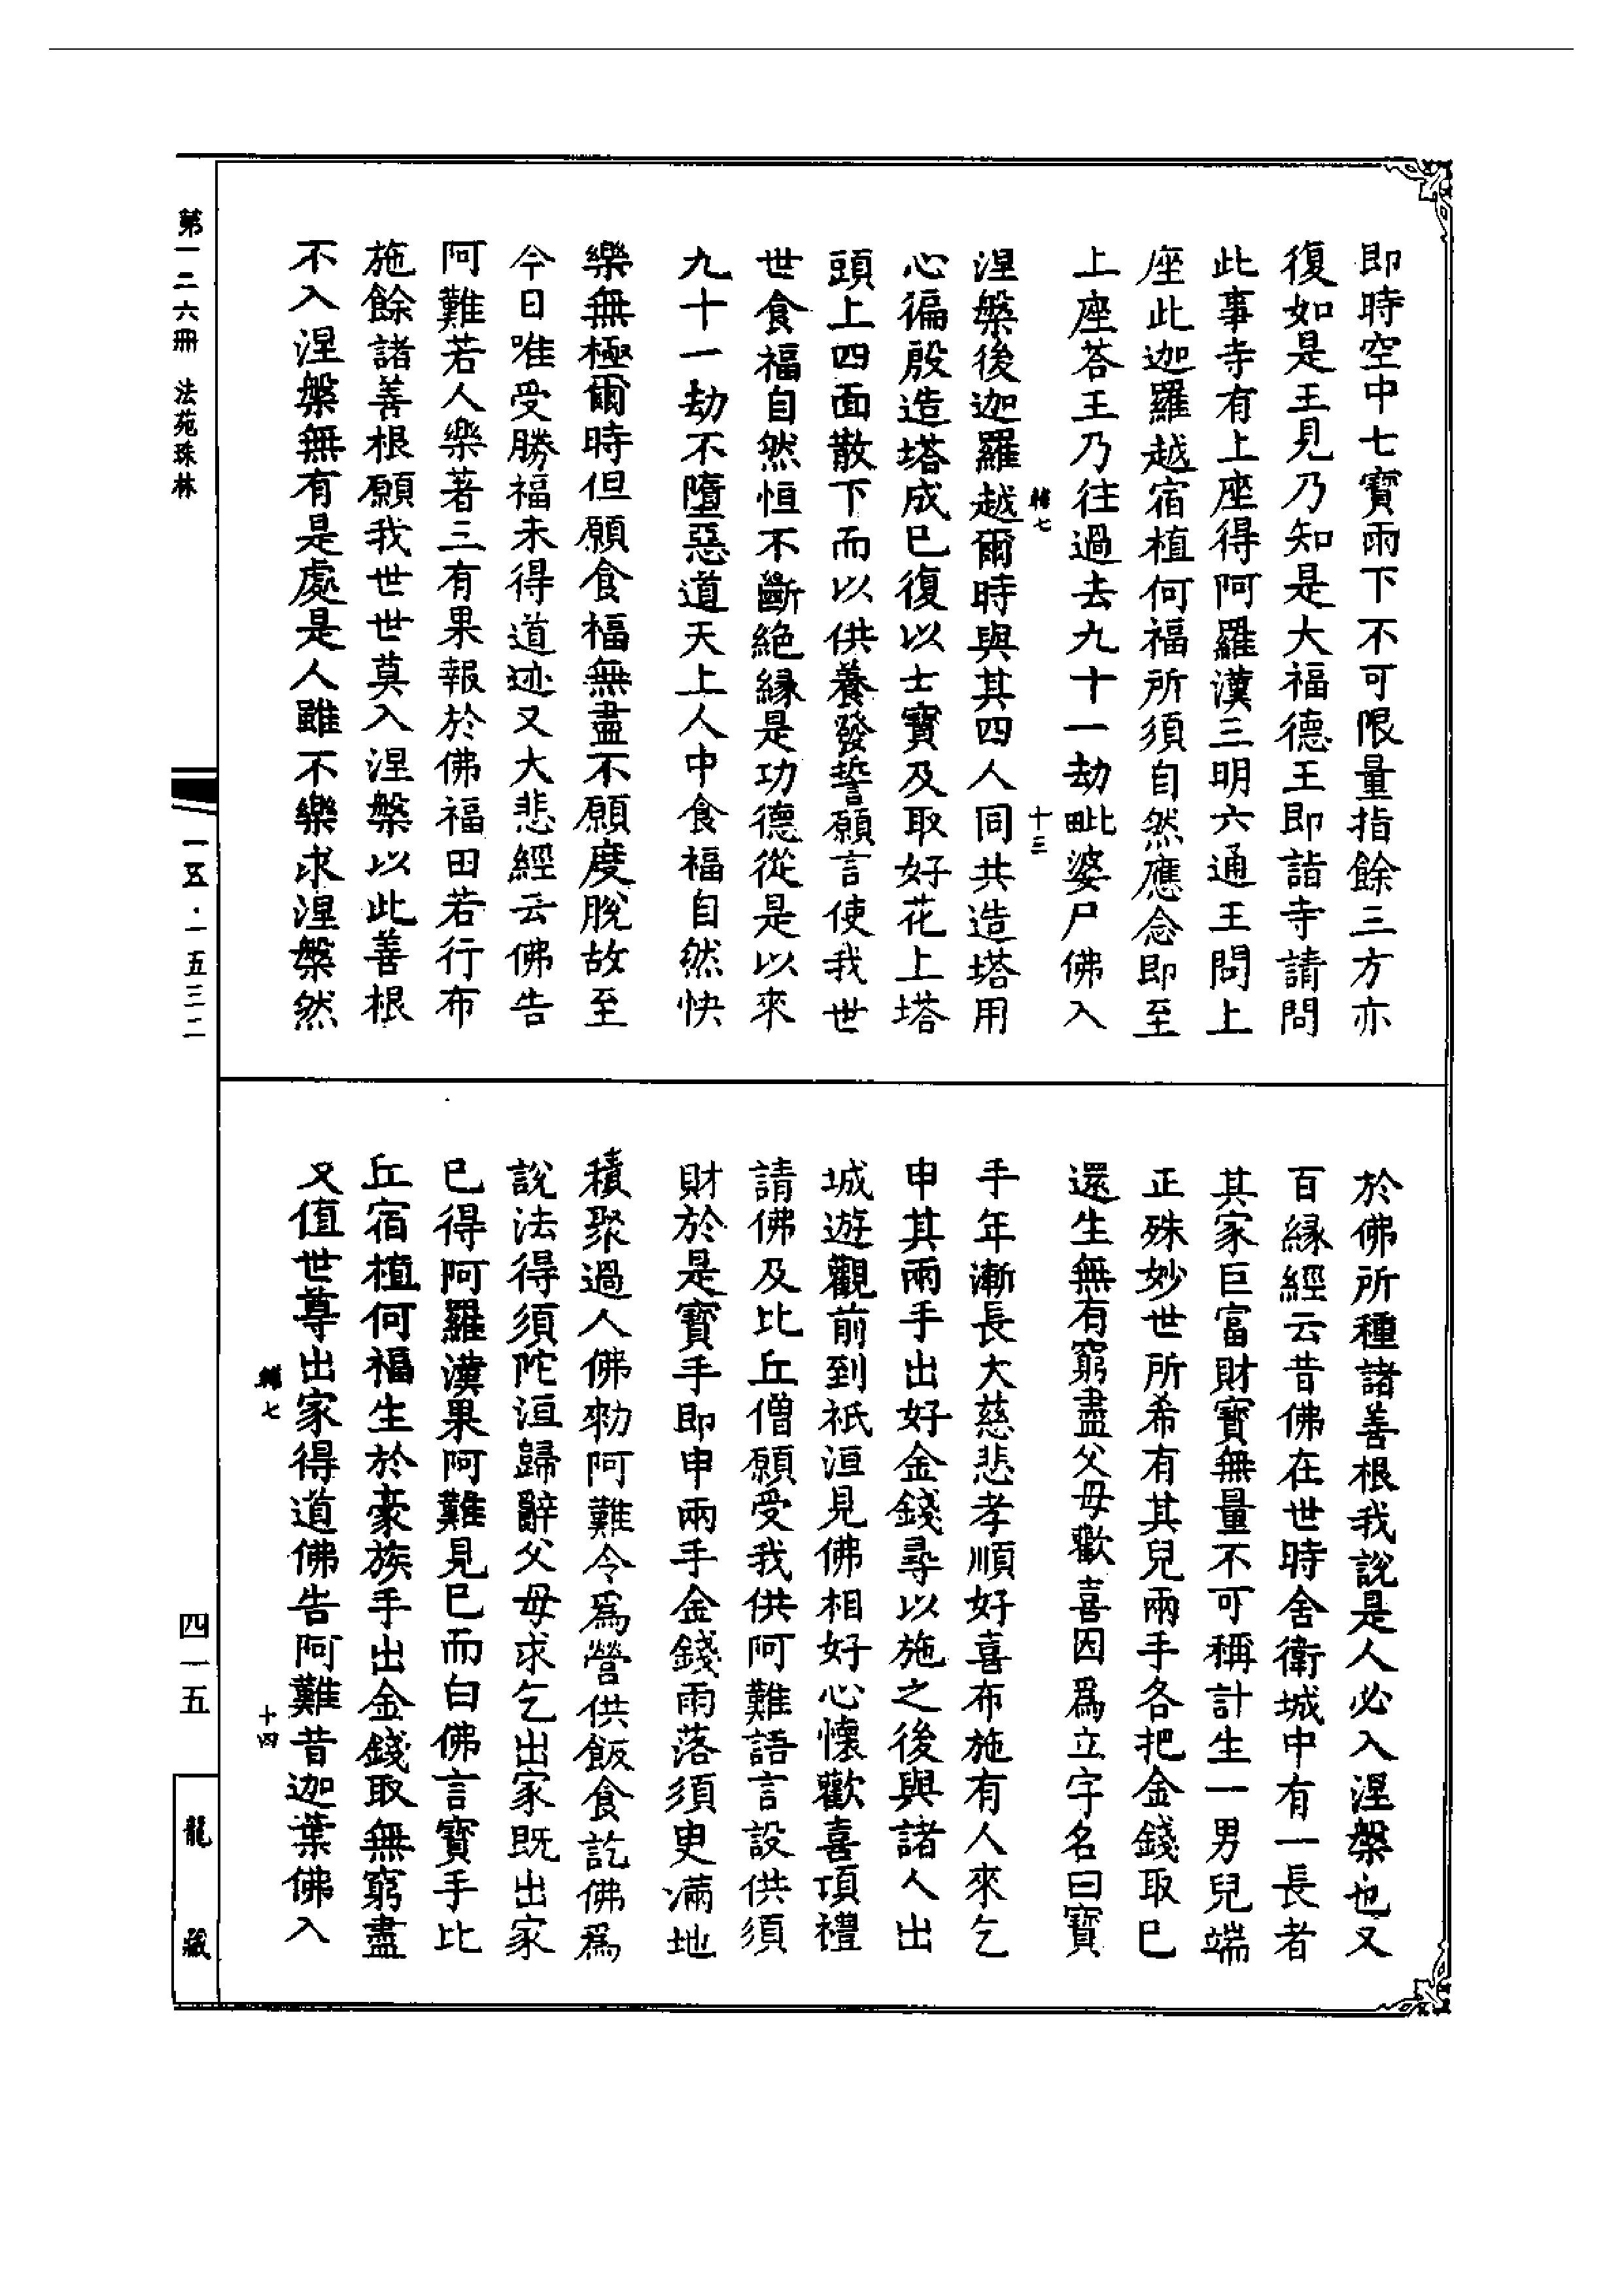 即時空中七寶雨下不可限量指餘三方亦
復如是王見乃知是大福德王即詣寺請問
此事寺有上座得阿羅漢三明六通王問上
座此迦羅越宿植何福所須自然應念即至
上座荅王乃往過去九十一劫毗婆尸佛入
輔七 十三
涅槃後迦羅越爾時與其四人同共造塔用
心徧殷造塔成已復以士寶及取好花上塔
頭上四面散下而以供養發誓願言使我世
世食福自然恒不斷絕緣是功德從是以來
九十一劫不墮惡道天上人中食福自然快
樂無極爾時但願食福無盡不願度脫故至
今日唯受勝福未得道迹又大悲經云佛告
阿難若人樂著三有果報於佛福田若行布
施餘諸善根願我世世莫入涅槃以此善根
不入涅槃無有是處是人雖不樂求涅槃然
於佛所種諸善根我說是人必入涅槃也又
百緣經云昔佛在世時舍衛城中有一長者
其家巨富財寶無量不可稱計生一男兒端
正殊妙世所希有其兒兩手各把金錢取已
還生無有窮盡父母歡喜因爲立字名曰寶
手年漸長大慈悲孝順好喜布施有人來乞
申其兩手出好金錢尋以施之後與諸人出
城遊觀前到祇洹見佛相好心懷歡喜頂禮
請佛及比丘僧願受我供阿難語言設供須
財於是寶手即申兩手金錢雨落須臾滿地
積聚過人佛勑阿難令爲營供飯食訖佛爲
說法得須陀洹歸辭父母求乞出家既出家
已得阿羅漢果阿難見已而白佛言寶手比
丘宿植何福生於豪族手出金錢取無窮盡
又值世尊出家得道佛告阿難昔迦葉佛入
輔七 十四
第一二六冊 法苑珠林
一五·一五三二
四一五
龍藏